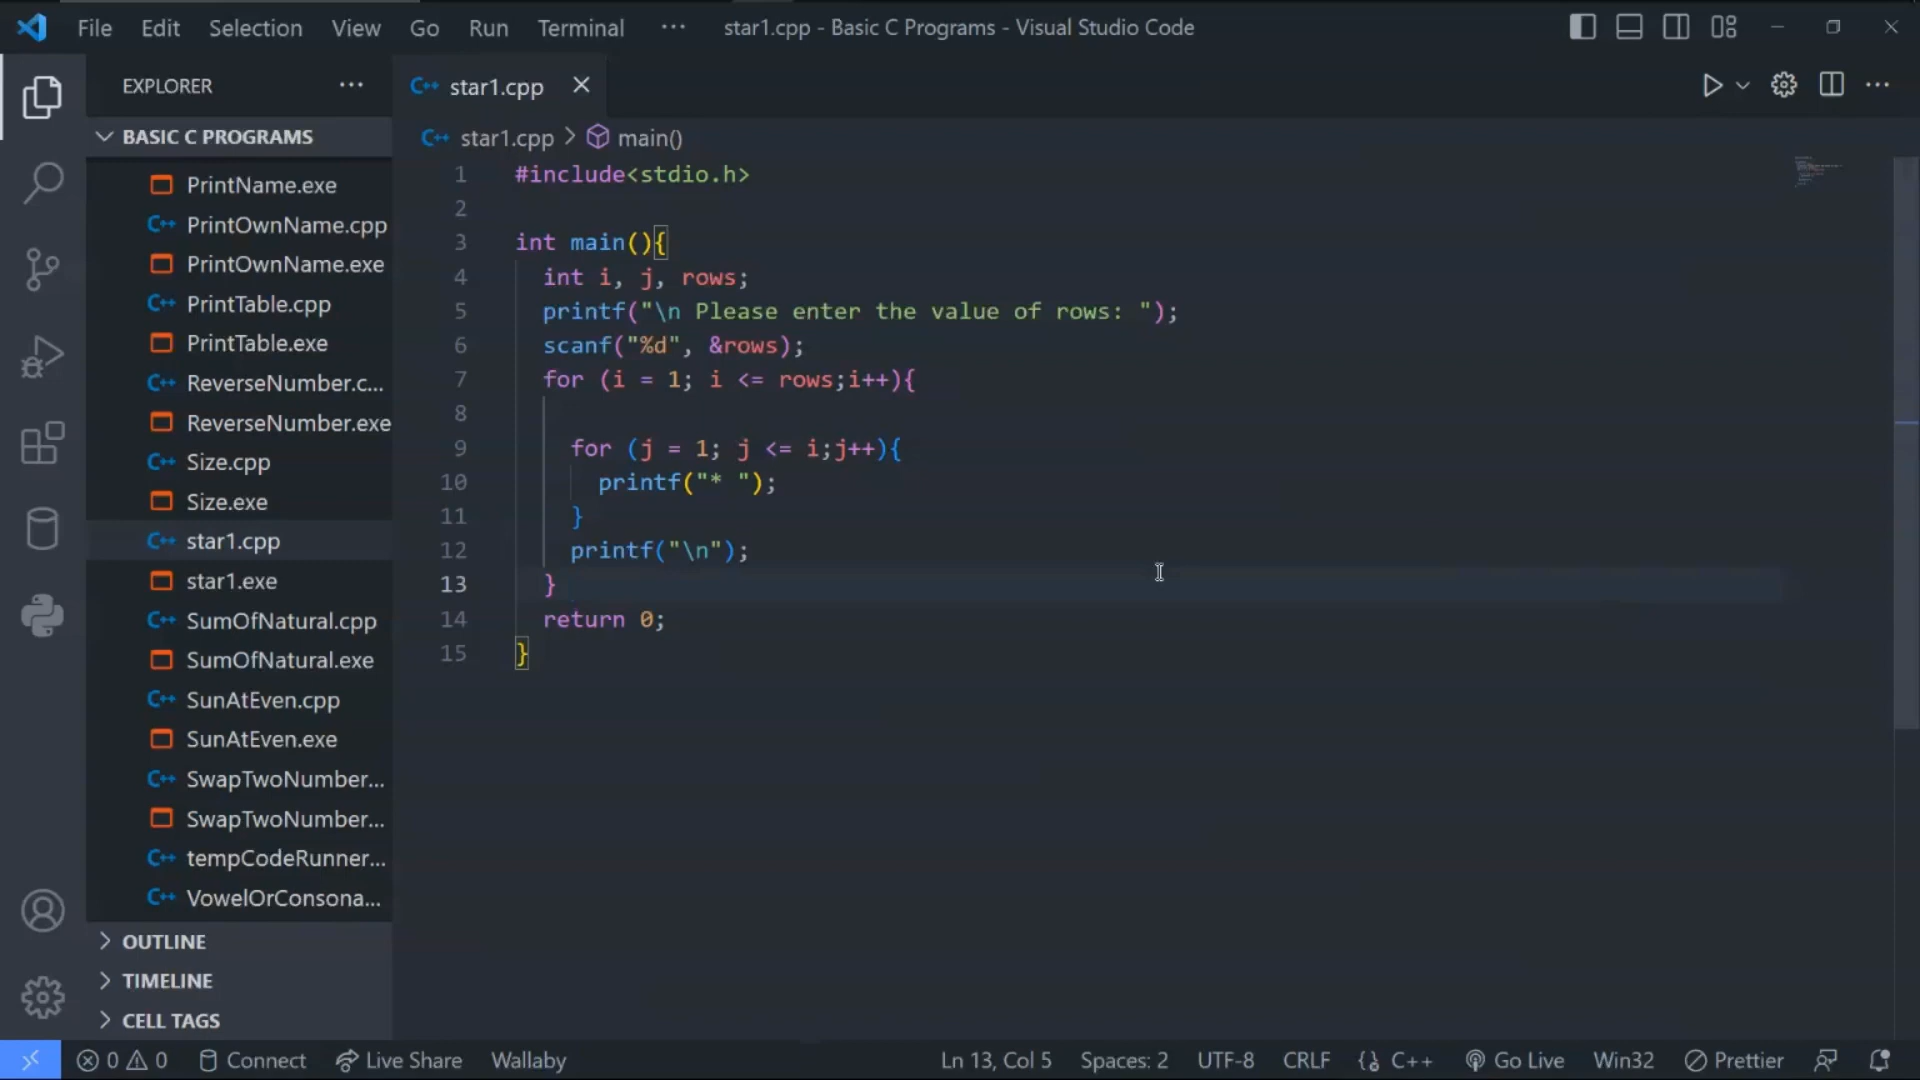 File Edit Selection View Go Run Terminal ··· star1.cpp - Basic C Programs - Visual Studio Code
EXPLORER ···
BASIC C PROGRAMS
PrintName.exe
PrintOwnName.cpp
PrintOwnName.exe
PrintTable.cpp
PrintTable.exe
ReverseNumber.c...
ReverseNumber.exe
Size.cpp
Size.exe
star1.cpp
star1.exe
SumOfNatural.cpp
SumOfNatural.exe
SunAtEven.cpp
SunAtEven.exe
SwapTwoNumber...
SwapTwoNumber...
tempCodeRunner...
VowelOrConsona...
OUTLINE
TIMELINE
CELL TAGS
C++ star1.cpp
C++ star1.cpp > main()
1 #include<stdio.h>
2
3 int main(){
4 int i, j, rows;
5 printf("\n Please enter the value of rows: ");
6 scanf("%d", &rows);
7 for (i = 1; i <= rows;i++){
8
9 for (j = 1; j <= i;j++){
10 printf("* ");
11 }
12 printf("\n");
13 }
14 return 0;
15 }
0 0 Connect Live Share Wallaby Ln 13, Col 5 Spaces: 2 UTF-8 CRLF C++ Go Live Win32 Prettier